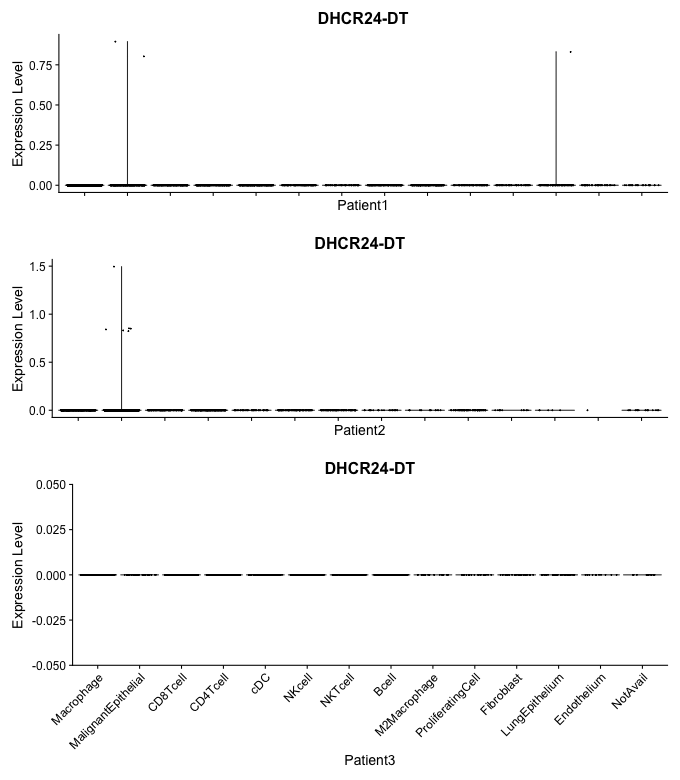 DHCR24-DT
Expression Level
0.75
0.50
0.25
0.00
Patient1
DHCR24-DT
Expression Level
1.5
1.0
0.5
0.0
Patient2
DHCR24-DT
Expression Level
0.050
0.025
0.000
-0.025
-0.050
Macrophage
MalignantEpithelial
CD8Tcell
CD4Tcell
cDC
NKcell
NKTcell
Bcell
M2Macrophage
ProliferatingCell
Fibroblast
LungEpithelium
Endothelium
NotAvail
Patient3